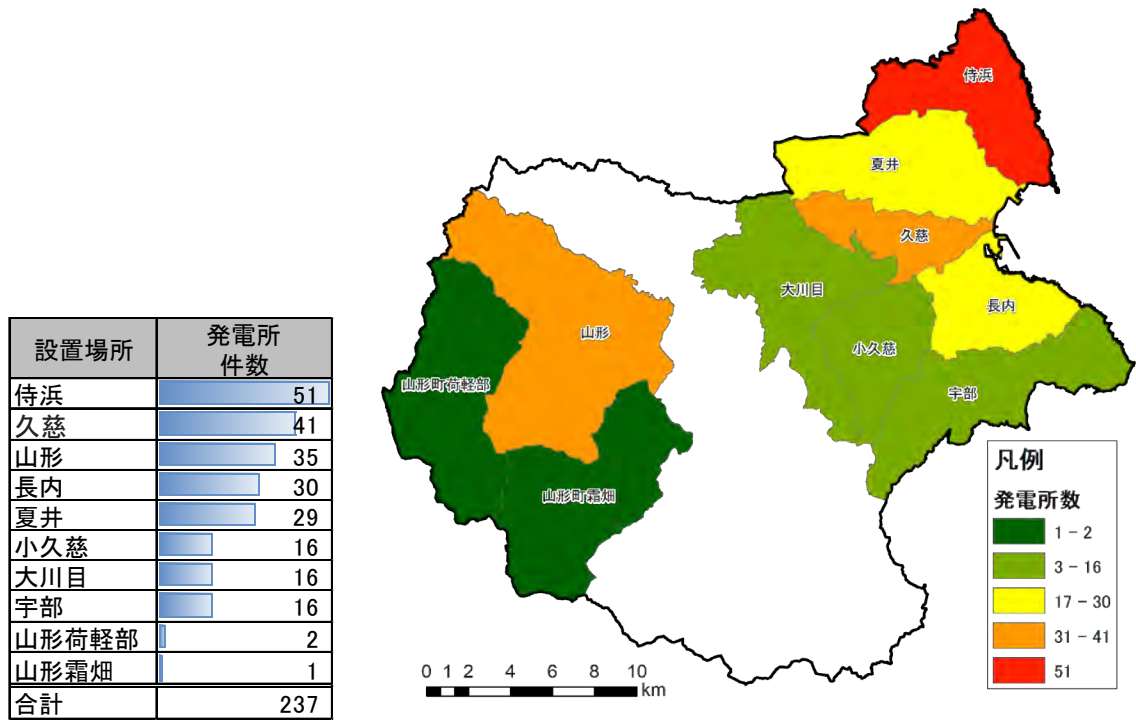 設置場所 発電所
件数
侍浜 51
久慈 41
山形 35
長内 30
夏井 29
小久慈 16
大川目 16
宇部 16
山形荷軽部 2
山形霜畑 1
合計 237
侍浜
夏井
久慈
大川目
長内
山形
小久慈
山形町荷軽部
宇部
山形町霜畑
凡例
発電所数
1 - 2
3 - 16
17 - 30
31 - 41
51
0 1 2 4 6 8 10
km